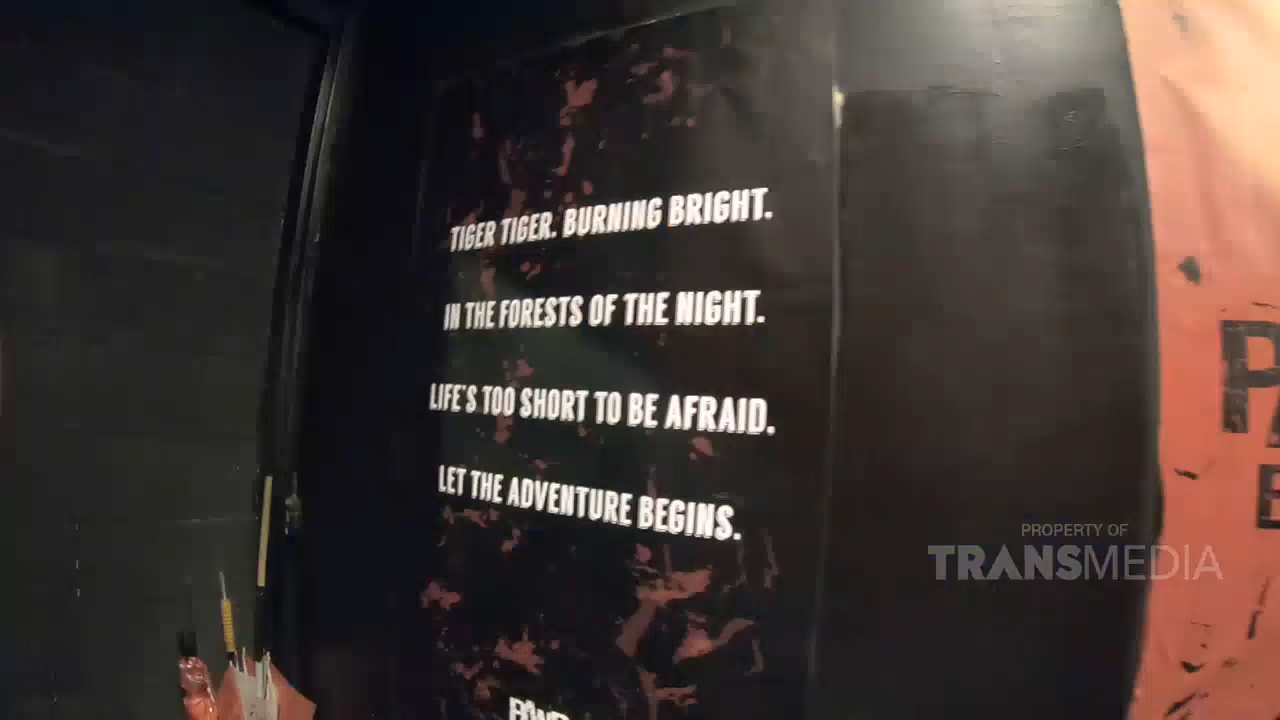 TIGER TIGER. BURNING BRIGHT.
IN THE FORESTS OF THE NIGHT.
LIFE'S TOO SHORT TO BE AFRAID.
LET THE ADVENTURE BEGINS.
PROPERTY OF
TRANSMEDIA